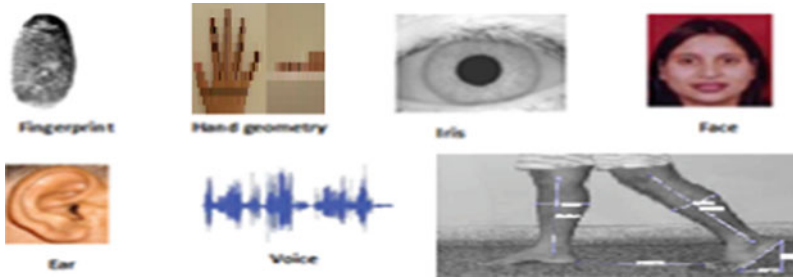 Fingerprint
Hand geometry
Iris
Face
Ear
Voice